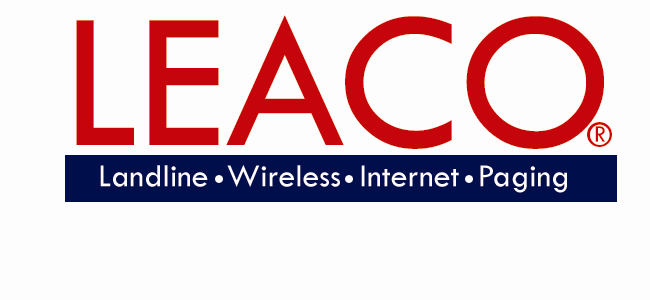 LEACO®
Landline • Wireless • Internet • Paging